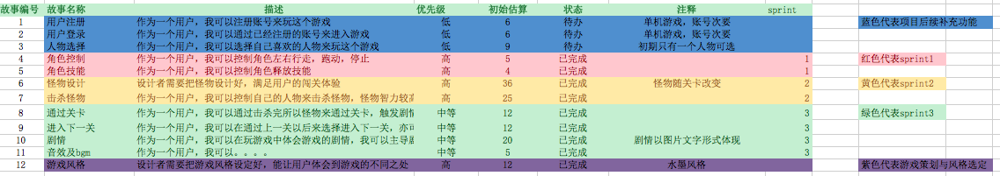 故事编号 故事名称 描述 优先级 初始估算 状态 注释 sprint
1 用户注册 作为一个用户，我可以注册账号来玩这个游戏 低 6 待办 单机游戏，账号次要 蓝色代表项目后续补充功能
2 用户登录 作为一个用户，我可以通过已经注册的账号来进入游戏 低 6 待办 单机游戏，账号次要
3 人物选择 作为一个用户，我可以选择自己喜欢的人物来玩这个游戏 低 9 待办 初期只有一个人物可选
4 角色控制 作为一个用户，我可以控制角色左右行走，跑动，停止 高 5 已完成 1 红色代表sprint1
5 角色技能 作为一个用户，我可以控制角色释放技能 高 4 已完成 1
6 怪物设计 设计者需要把怪物设计好，满足用户的闯关体验 高 36 已完成 怪物随关卡改变 2 黄色代表sprint2
7 击杀怪物 作为一个用户，我可以控制自己的人物来击杀怪物，怪物智力较高 高 25 已完成 2
8 通过关卡 作为一个用户，我可以通过击杀完所以怪物来通过关卡，触发剧情 中等 12 已完成 3 绿色代表sprint3
9 进入下一关 作为一个用户，我可以在通过上一关以后来选择进入下一关，亦可 中等 12 已完成 3
10 剧情 作为一个用户，我可以在玩游戏中体会游戏的剧情，我可以主导剧 中等 20 已完成 剧情以图片文字形式体现 3
11 音效及bgm 作为一个用户，我可以。。。。 中等 5 已完成 3
12 游戏风格 设计者需要把游戏风格设定好，能让用户体会到游戏的不同之处 高 12 已完成 水墨风格 紫色代表游戏策划与风格选定